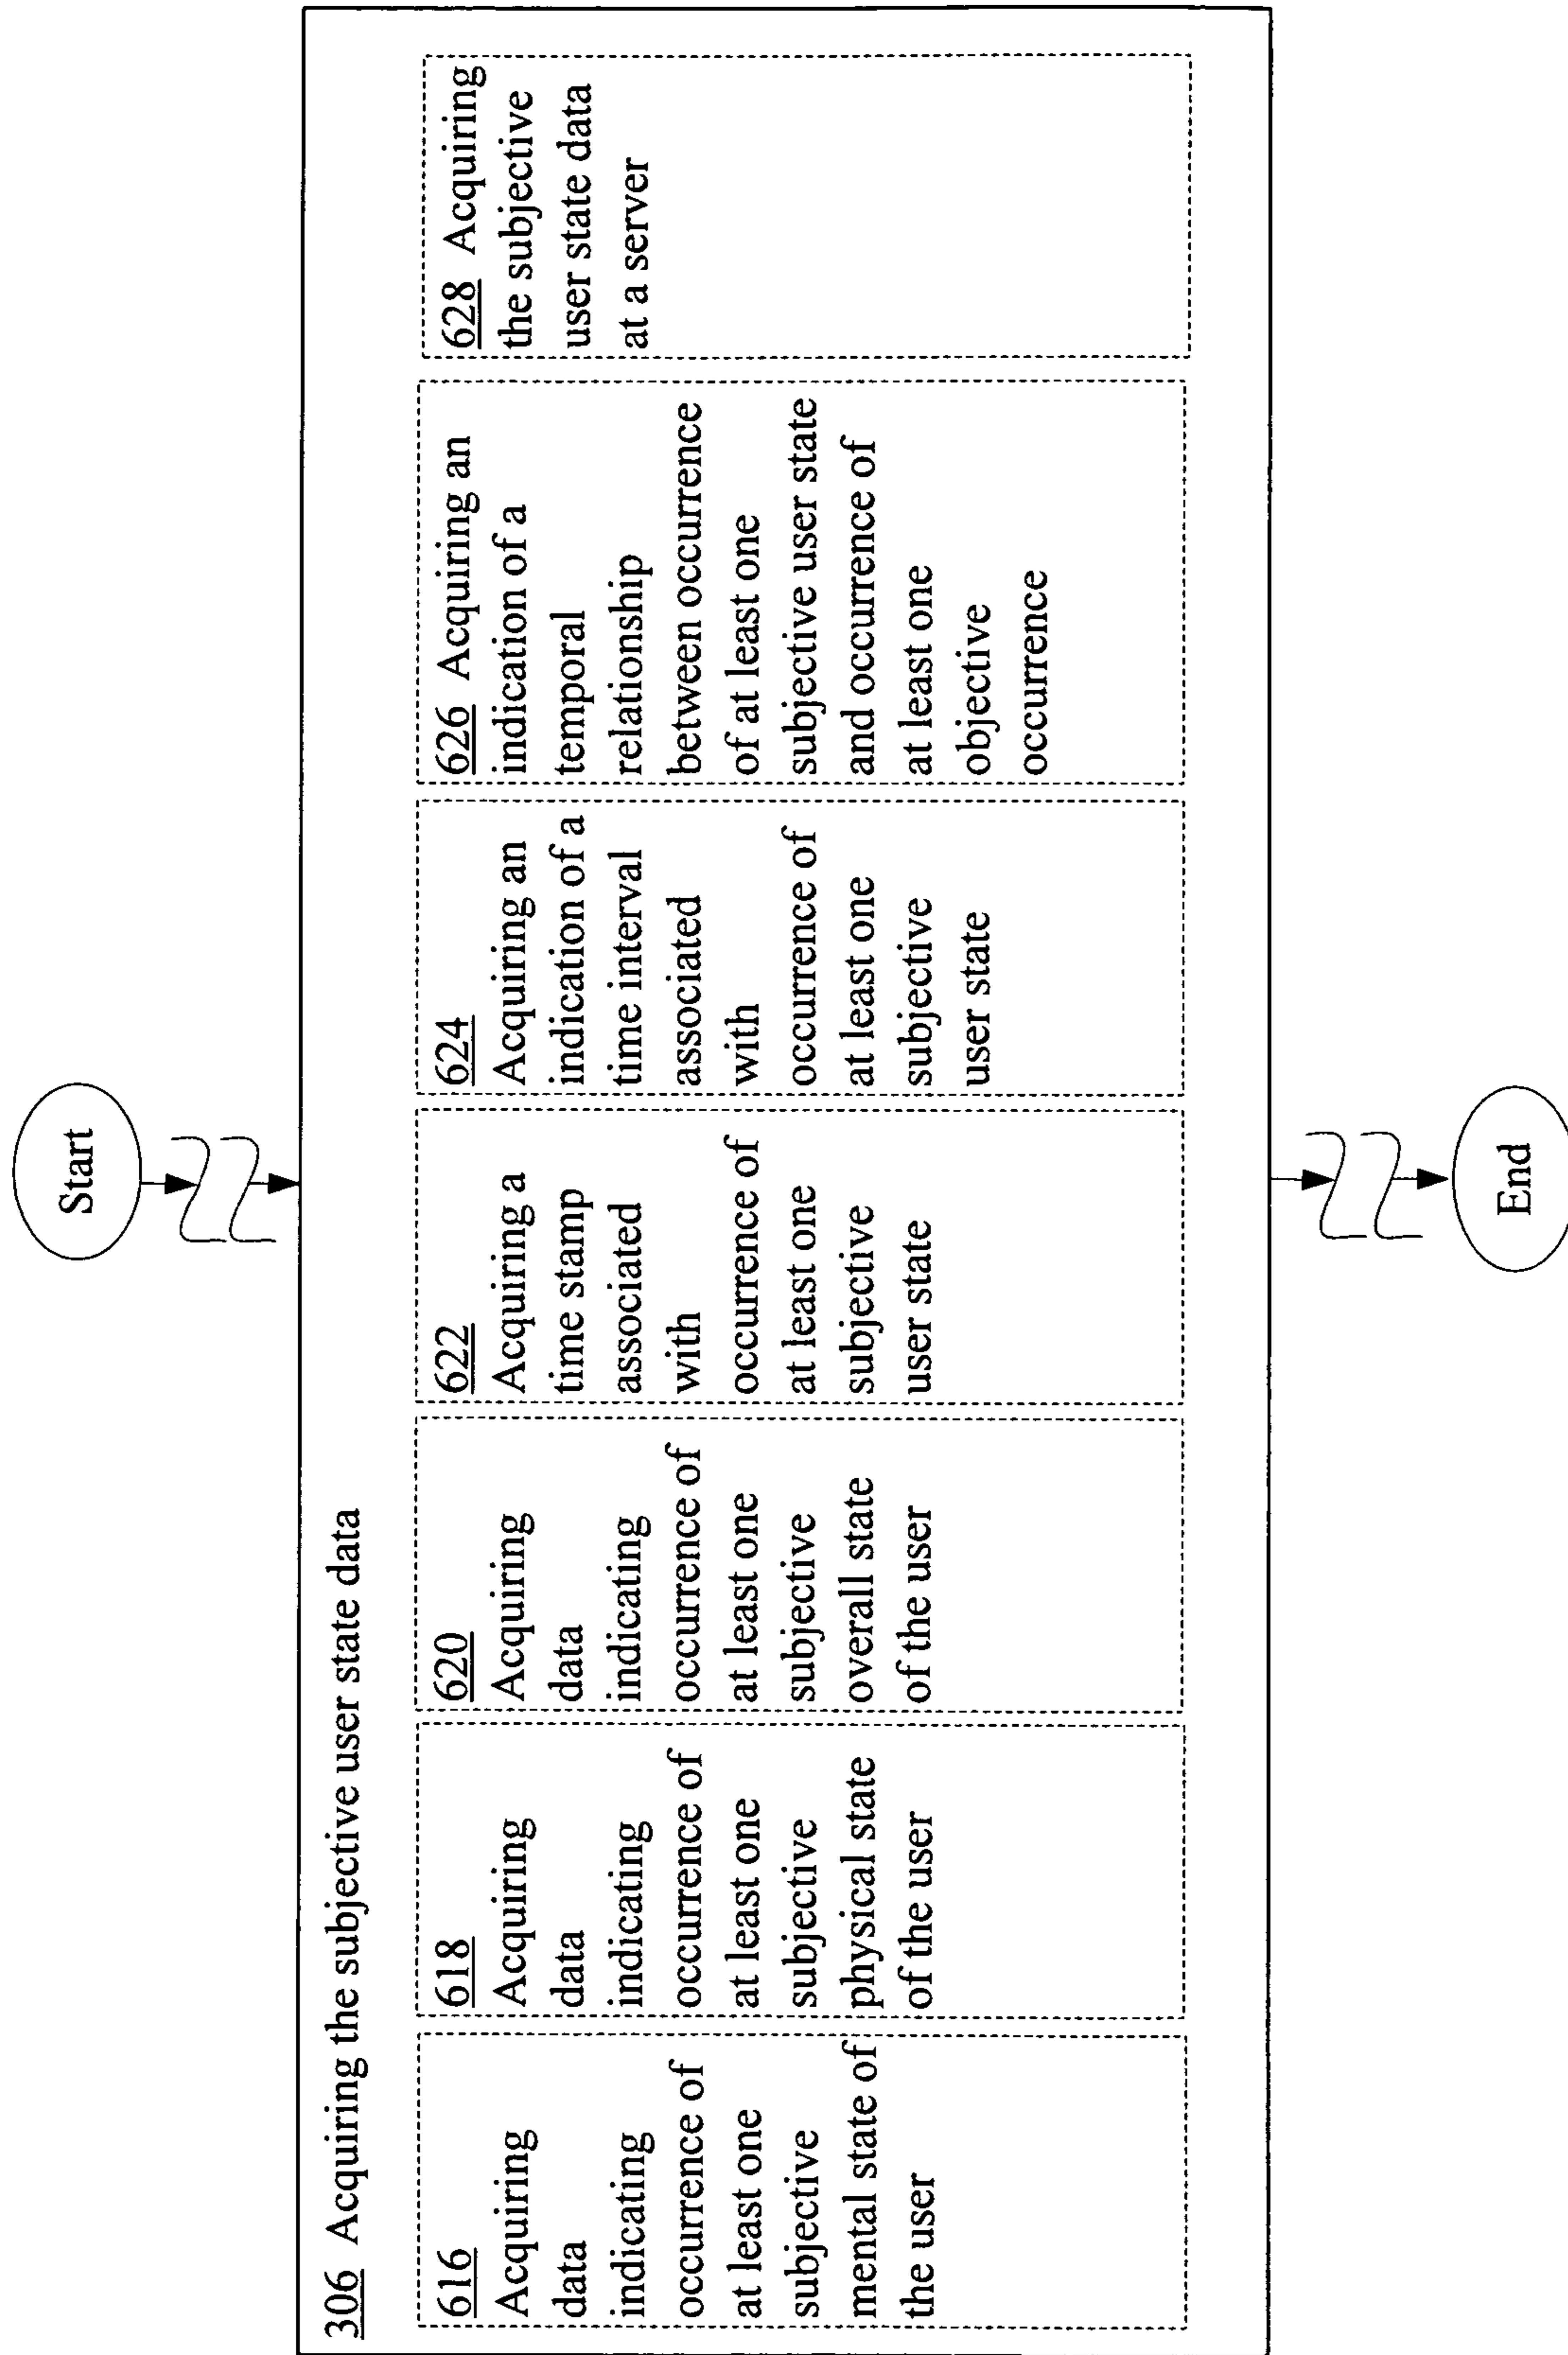 Start
306 Acquiring the subjective user state data
616
Acquiring
data
indicating
occurrence of
at least one
subjective
mental state of
the user
618
Acquiring
data
indicating
occurrence of
at least one
subjective
physical state
of the user
620
Acquiring
data
indicating
occurrence of
at least one
subjective
overall state
of the user
622
Acquiring a
time stamp
associated
with
occurrence of
at least one
subjective
user state
624
Acquiring an
indication of a
time interval
associated
with
occurrence of
at least one
subjective
user state
626 Acquiring an
indication of a
temporal
relationship
between occurrence
of at least one
subjective user state
and occurrence of
at least one
objective
occurrence
628 Acquiring
the subjective
user state data
at a server
End